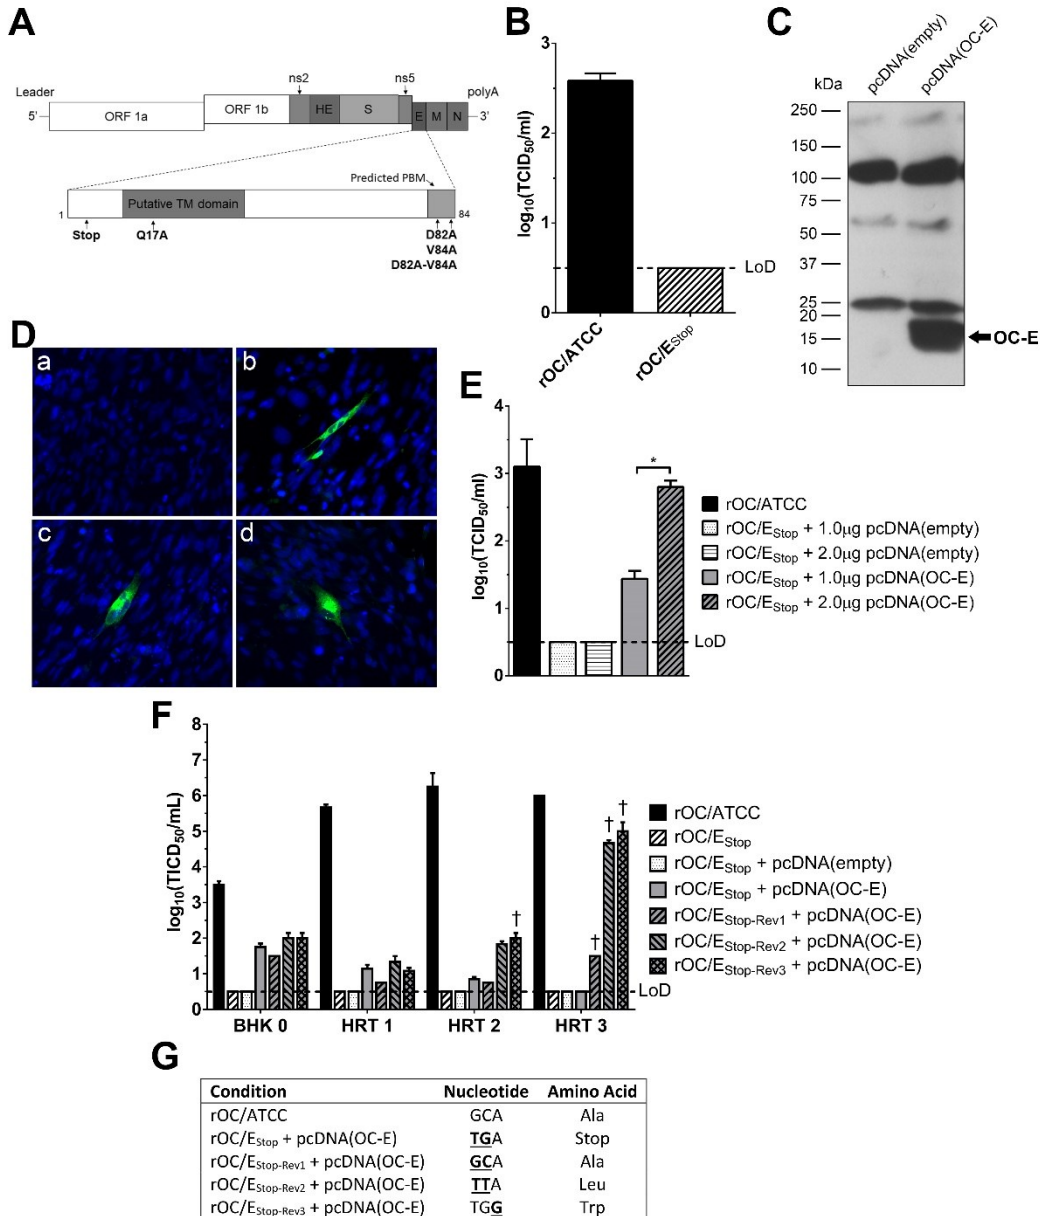 A
Leader
ns2
ns5
polyA
5'
ORF 1a
ORF 1b
HE
S
E
M
N
3'
Predicted PBM
Putative TM domain
1
84
Stop
Q17A
D82A
V84A
D82A-V84A
B
log10(TCID50/ml)
3
2
1
0
LoD
rOC/ATCC
rOC/EStop
C
pcDNA(empty)
pcDNA(OC-E)
kDa
250
150
100
75
50
37
25
20
15
10
OC-E
D
a
b
c
d
E
log10(TCID50/ml)
4
3
2
1
0
*
LoD
rOC/ATCC
rOC/EStop + 1.0µg pcDNA(empty)
rOC/EStop + 2.0µg pcDNA(empty)
rOC/EStop + 1.0µg pcDNA(OC-E)
rOC/EStop + 2.0µg pcDNA(OC-E)
F
log10(TICD50/mL)
8
7
6
5
4
3
2
1
0
†
†
†
†
LoD
BHK 0
HRT 1
HRT 2
HRT 3
rOC/ATCC
rOC/EStop
rOC/EStop + pcDNA(empty)
rOC/EStop + pcDNA(OC-E)
rOC/EStop-Rev1 + pcDNA(OC-E)
rOC/EStop-Rev2 + pcDNA(OC-E)
rOC/EStop-Rev3 + pcDNA(OC-E)
G
Condition Nucleotide Amino Acid
rOC/ATCC GCA Ala
rOC/EStop + pcDNA(OC-E) TGA Stop
rOC/EStop-Rev1 + pcDNA(OC-E) GCA Ala
rOC/EStop-Rev2 + pcDNA(OC-E) TTA Leu
rOC/EStop-Rev3 + pcDNA(OC-E) TGG Trp